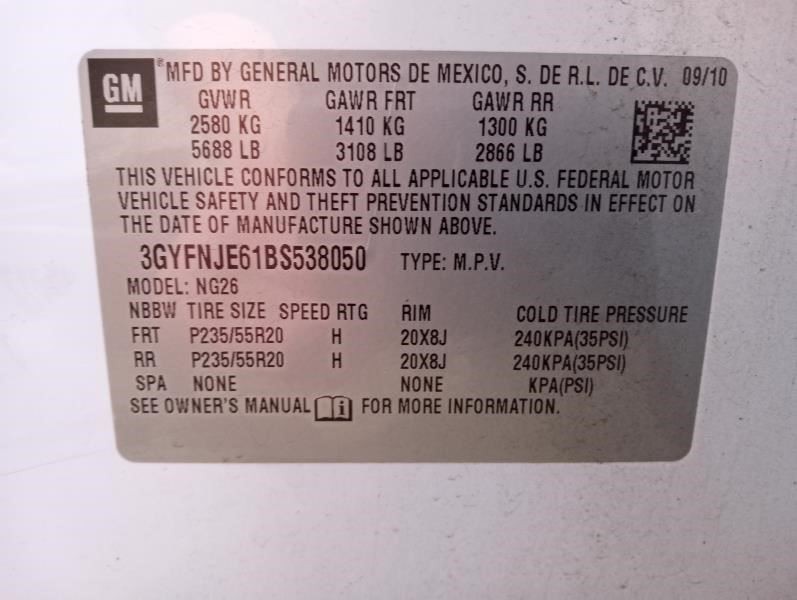 GM ® MFD BY GENERAL MOTORS DE MEXICO, S. DE R.L. DE C.V. 09/10
GVWR GAWR FRT GAWR RR
2580 KG 1410 KG 1300 KG
5688 LB 3108 LB 2866 LB
THIS VEHICLE CONFORMS TO ALL APPLICABLE U.S. FEDERAL MOTOR
VEHICLE SAFETY AND THEFT PREVENTION STANDARDS IN EFFECT ON
THE DATE OF MANUFACTURE SHOWN ABOVE.
3GYFNJE61BS538050 TYPE: M.P.V.
MODEL: NG26
NBBW TIRE SIZE SPEED RTG RIM COLD TIRE PRESSURE
FRT P235/55R20 H 20X8J 240KPA(35PSI)
RR P235/55R20 H 20X8J 240KPA(35PSI)
SPA NONE NONE KPA(PSI)
SEE OWNER'S MANUAL i FOR MORE INFORMATION.